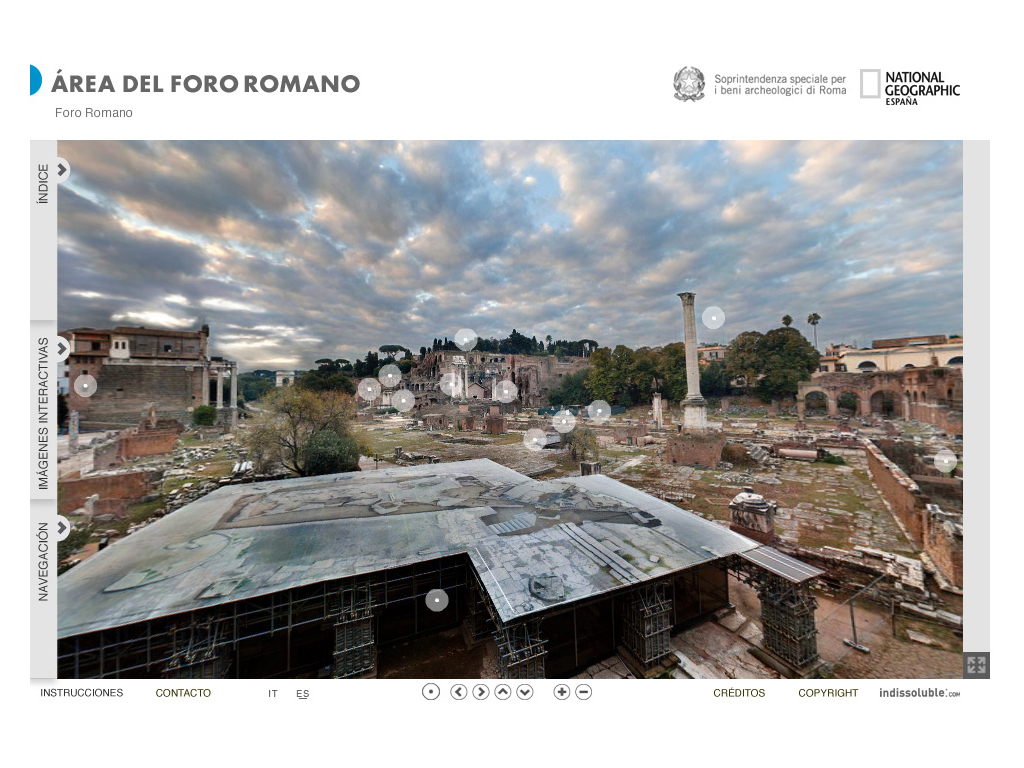 ÁREA DEL FORO ROMANO
Foro Romano
Soprintendenza speciale per
i beni archeologici di Roma
NATIONAL
GEOGRAPHIC
ESPAÑA
ÍNDICE
IMÁGENES INTERACTIVAS
NAVEGACIÓN
INSTRUCCIONES CONTACTO IT ES CRÉDITOS COPYRIGHT indissoluble.COM